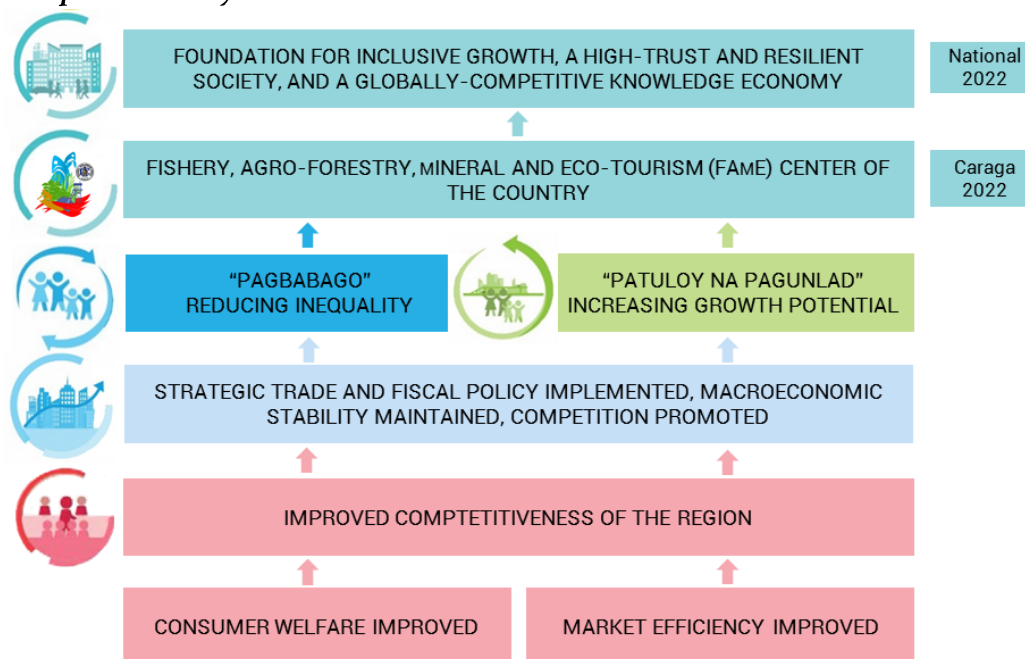 FOUNDATION FOR INCLUSIVE GROWTH, A HIGH-TRUST AND RESILIENT
SOCIETY, AND A GLOBALLY-COMPETITIVE KNOWLEDGE ECONOMY
National
2022
FISHERY, AGRO-FORESTRY, MINERAL AND ECO-TOURISM (FAME) CENTER OF
THE COUNTRY
Caraga
2022
"PAGBABAGO"
REDUCING INEQUALITY
"PATULOY NA PAGUNLAD"
INCREASING GROWTH POTENTIAL
STRATEGIC TRADE AND FISCAL POLICY IMPLEMENTED, MACROECONOMIC
STABILITY MAINTAINED, COMPETITION PROMOTED
IMPROVED COMPTETITIVENESS OF THE REGION
CONSUMER WELFARE IMPROVED
MARKET EFFICIENCY IMPROVED